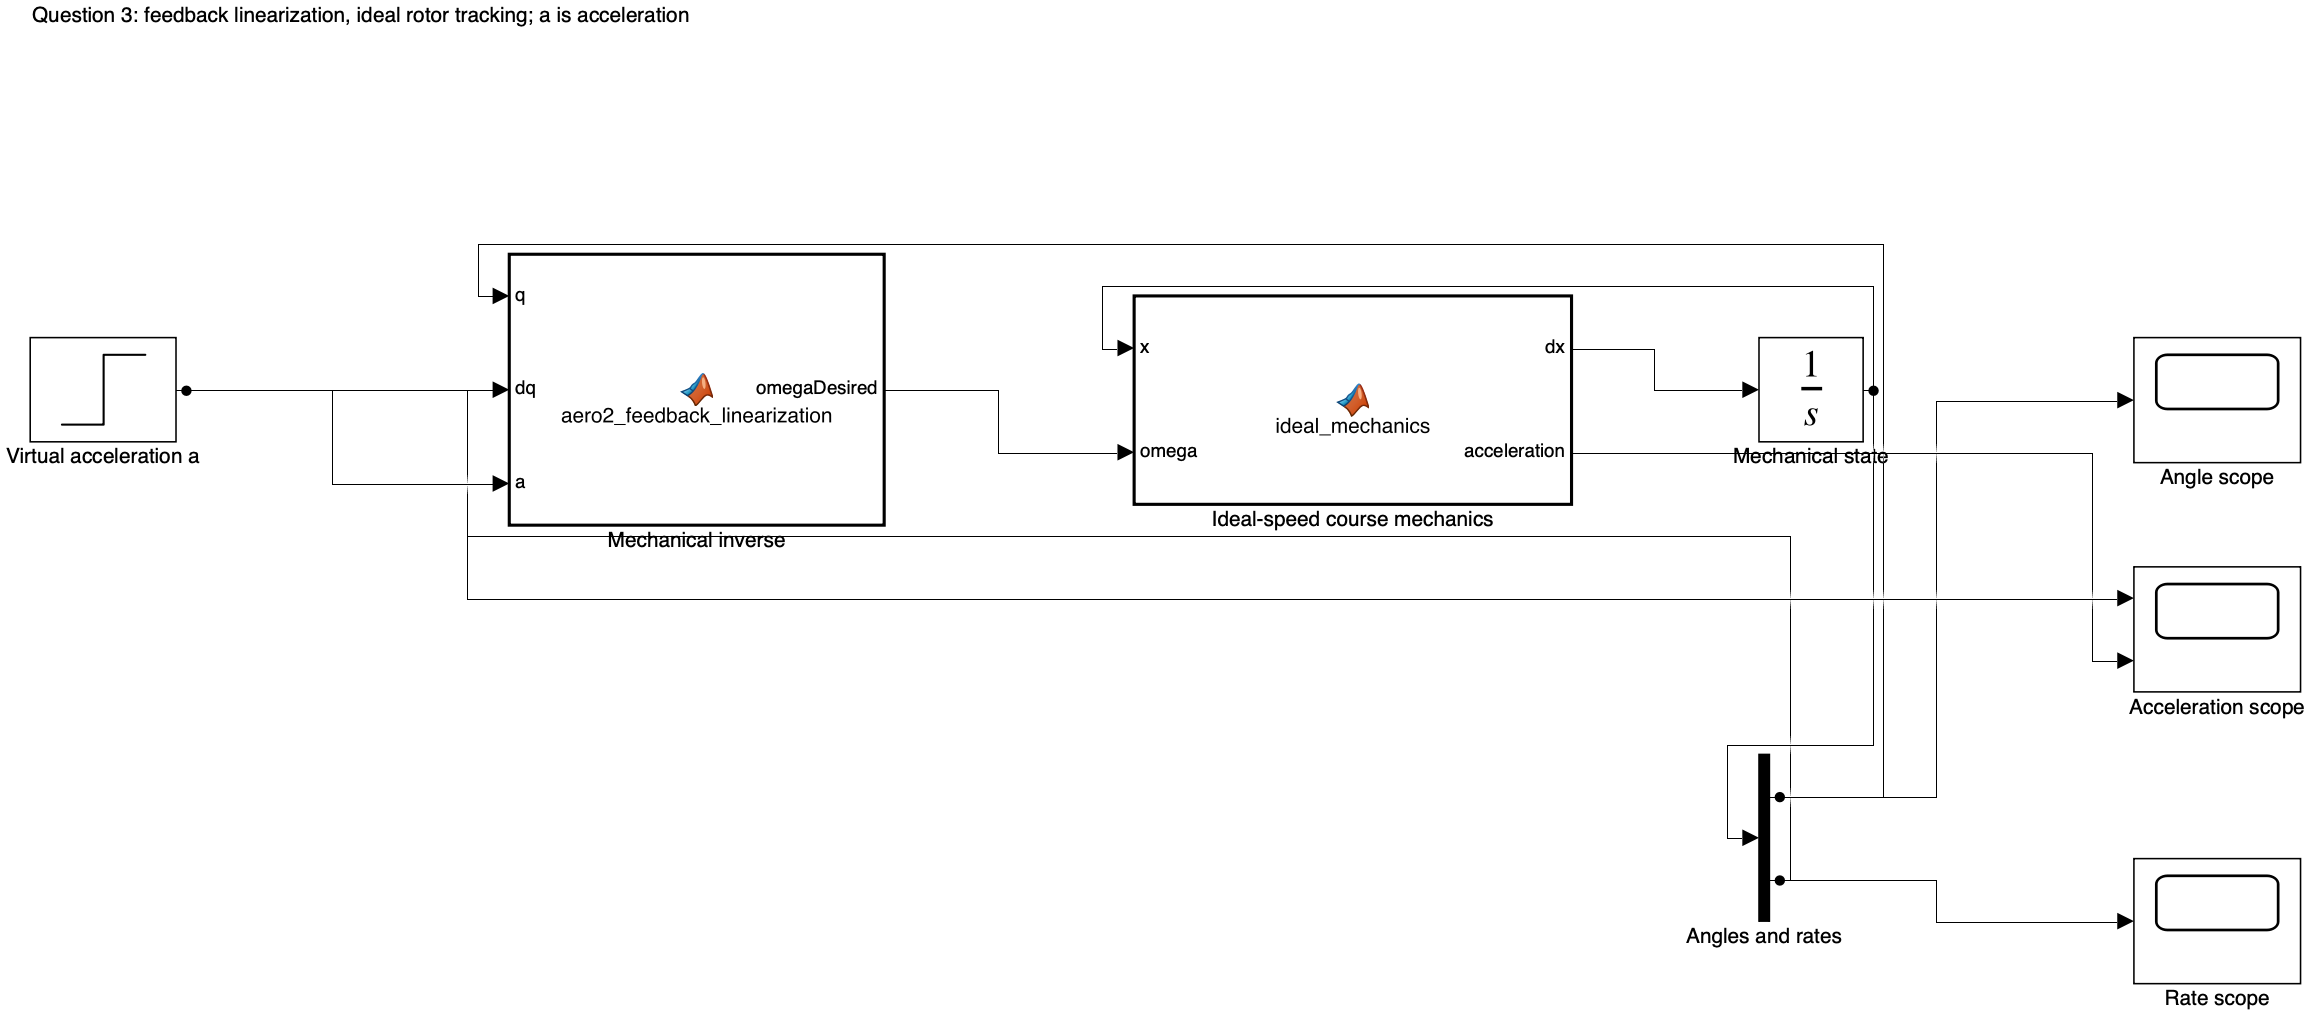 Question 3: feedback linearization, ideal rotor tracking; a is acceleration
Virtual acceleration a
q
dq
a
omegaDesired
aero2_feedback_linearization
Mechanical inverse
x
omega
dx
acceleration
ideal_mechanics
Ideal-speed course mechanics
1
s
Mechanical state
Angle scope
Acceleration scope
Angles and rates
Rate scope